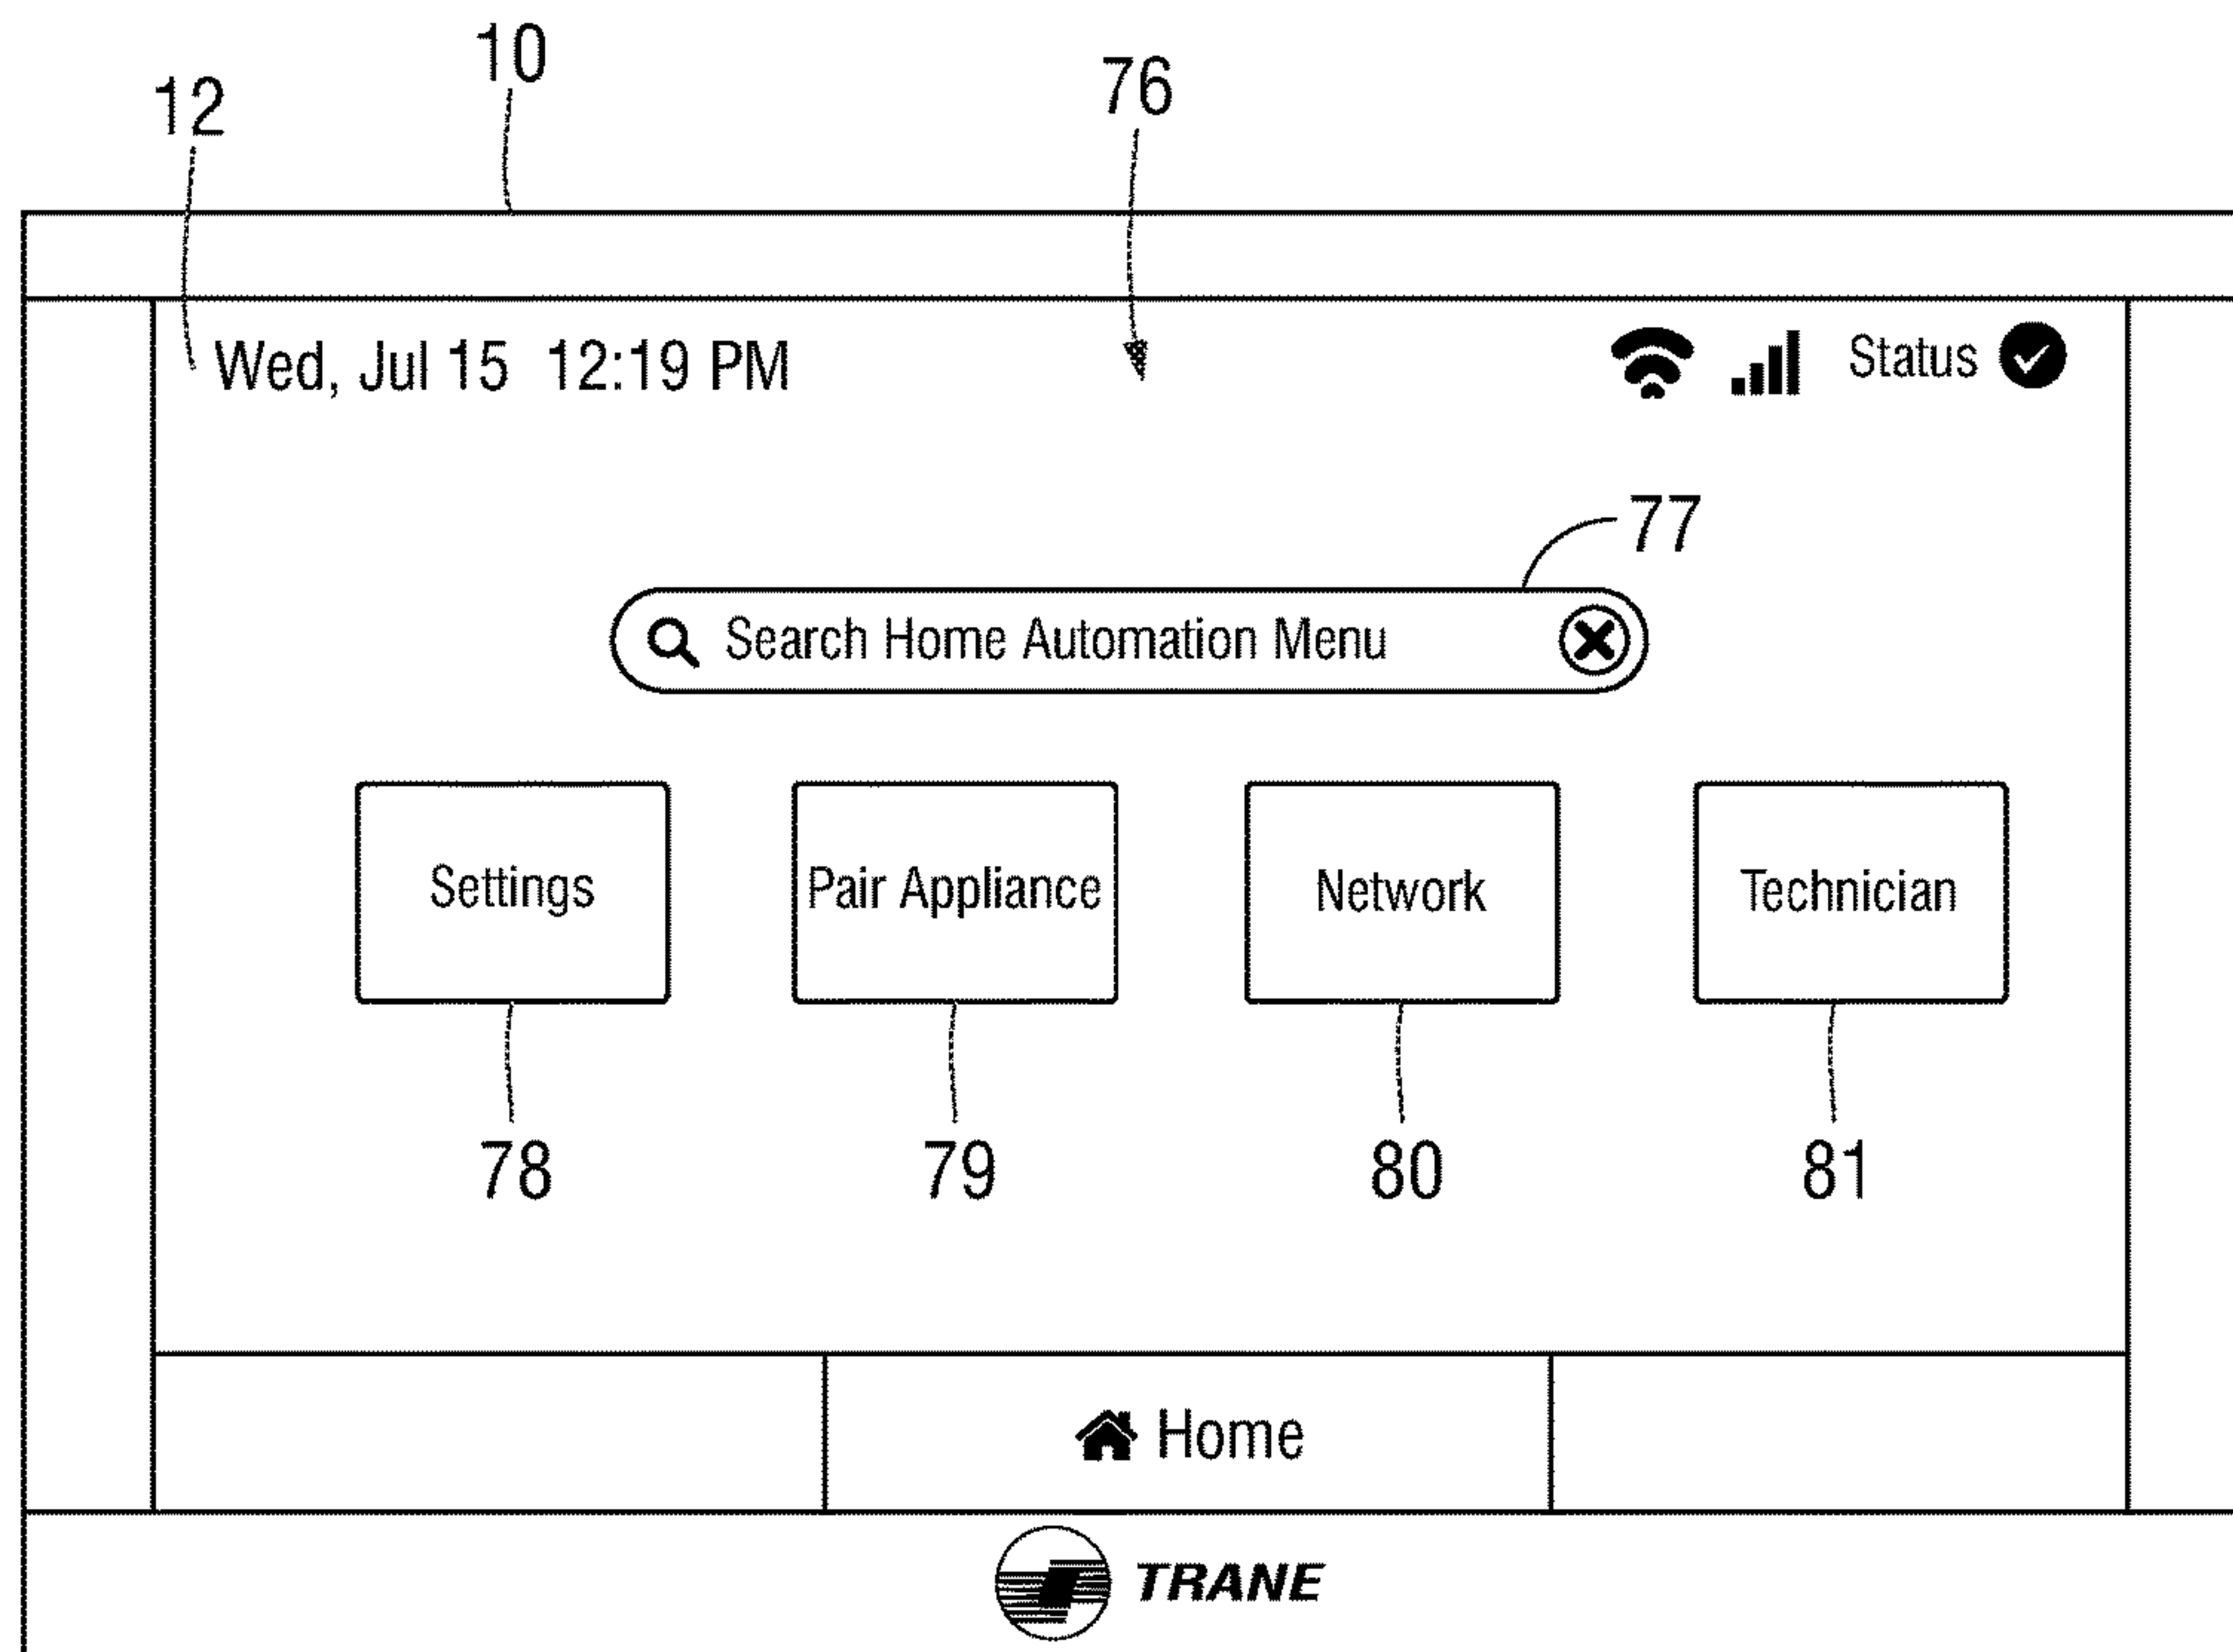 10
12
76
Wed, Jul 15 12:19 PM
Status
77
Search Home Automation Menu
Settings
Pair Appliance
Network
Technician
78
79
80
81
Home
TRANE